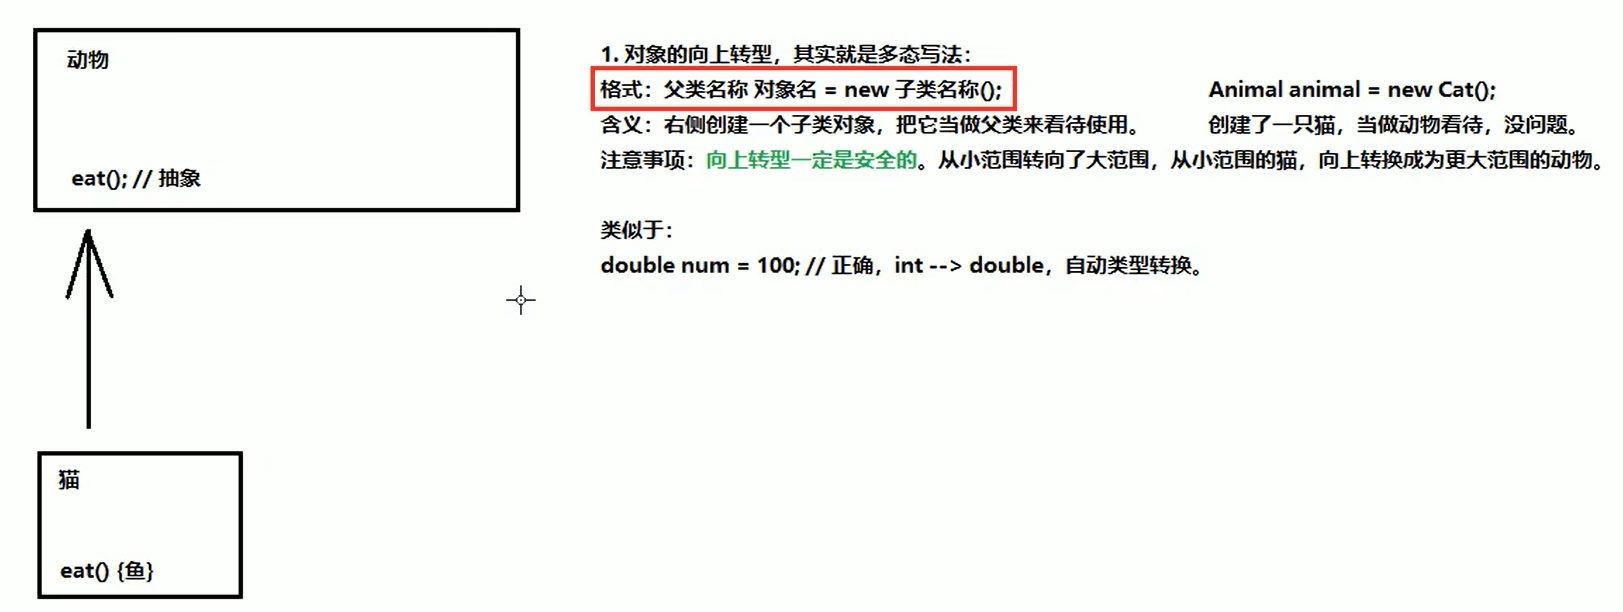 动物
eat(); // 抽象
猫
eat() {鱼}
1. 对象的向上转型，其实就是多态写法：
格式：父类名称 对象名 = new 子类名称(); Animal animal = new Cat();
含义：右侧创建一个子类对象，把它当做父类来看待使用。 创建了一只猫，当做动物看待，没问题。
注意事项：向上转型一定是安全的。从小范围转向了大范围，从小范围的猫，向上转换成为更大范围的动物。
类似于：
double num = 100; // 正确，int --> double，自动类型转换。